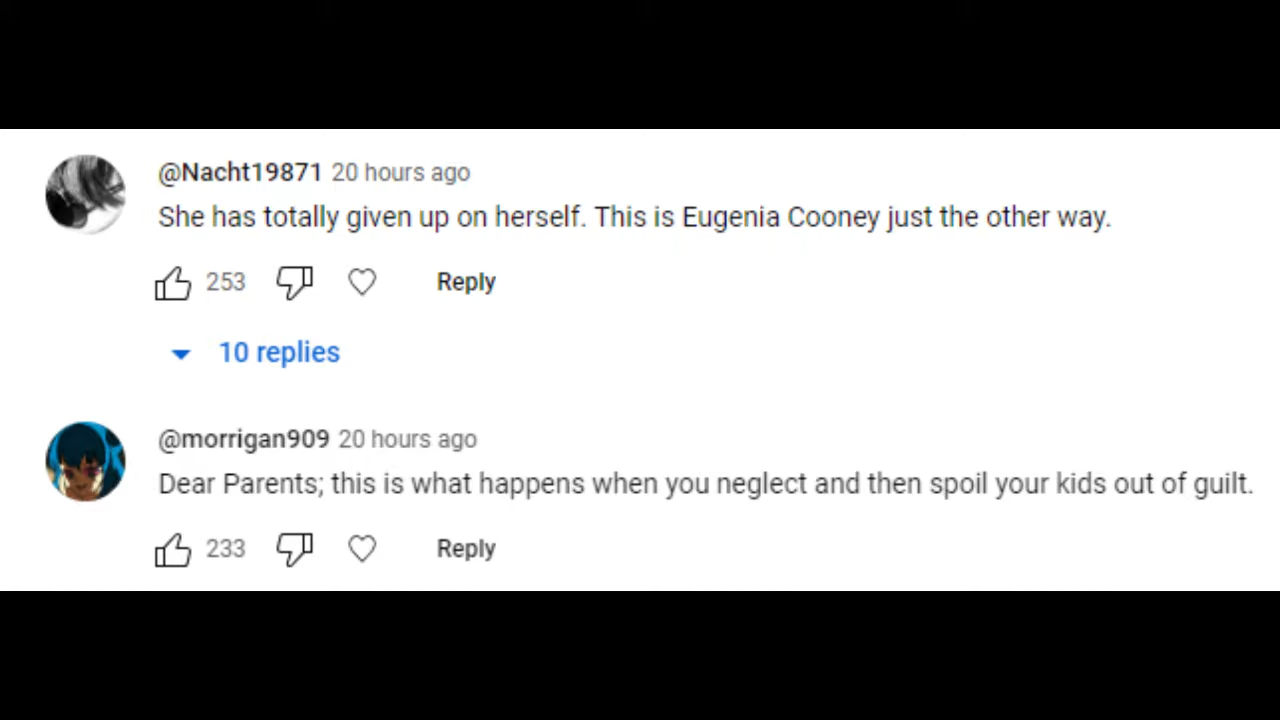 @Nacht19871 20 hours ago
She has totally given up on herself. This is Eugenia Cooney just the other way.
253 Reply
10 replies
@morrigan909 20 hours ago
Dear Parents; this is what happens when you neglect and then spoil your kids out of guilt.
233 Reply